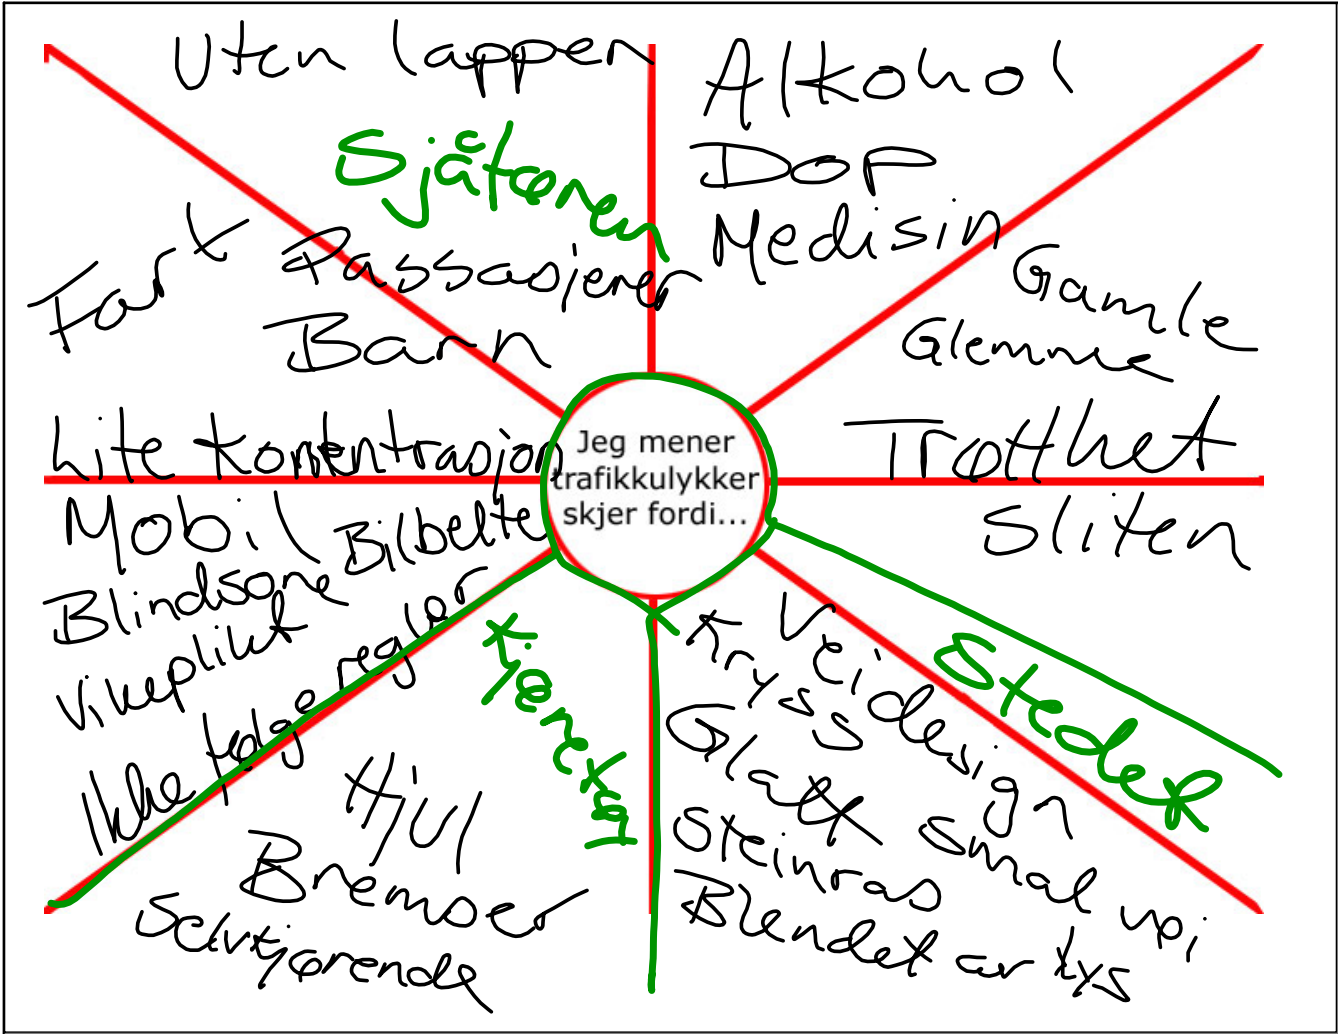 Uten lappen
Sjåføren
Fart
Passasjerer
Barn
Lite konsentrasjon
Alkohol
DOP
Medisin
Gamle
Glemme
Trøtthet
sliten
Jeg mener
trafikkulykker
skjer fordi...
Mobil
Bilbelte
Blindsone
Vikeplikt
Ikke følge regler
Kjøretøy
Hjul
Bremser
Selvkjørende
Stedet
Veidesign
Kryss
Glatt
smal vei
Steinras
Blendet av lys